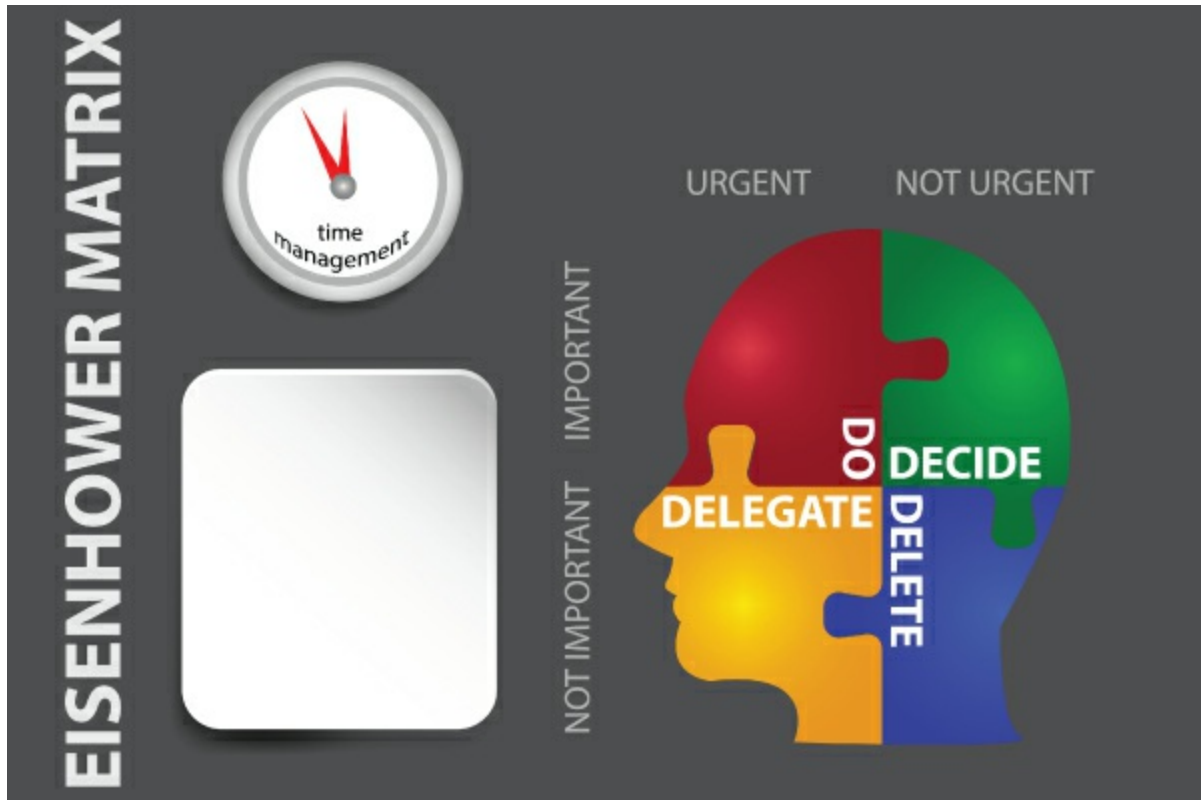 EISENHOWER MATRIX
time
management
URGENT
NOT URGENT
IMPORTANT
NOT IMPORTANT
DO
DECIDE
DELEGATE
DELETE